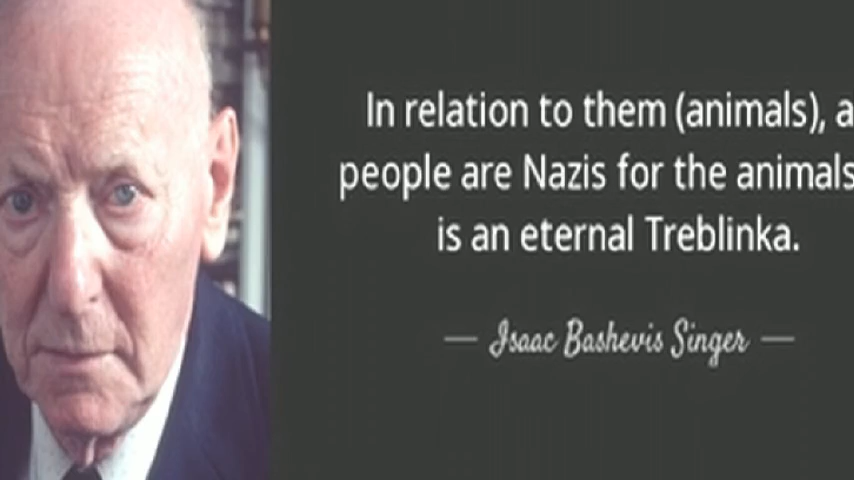 In relation to them (animals), a
people are Nazis for the animals
is an eternal Treblinka.
— Isaac Bashevis Singer —